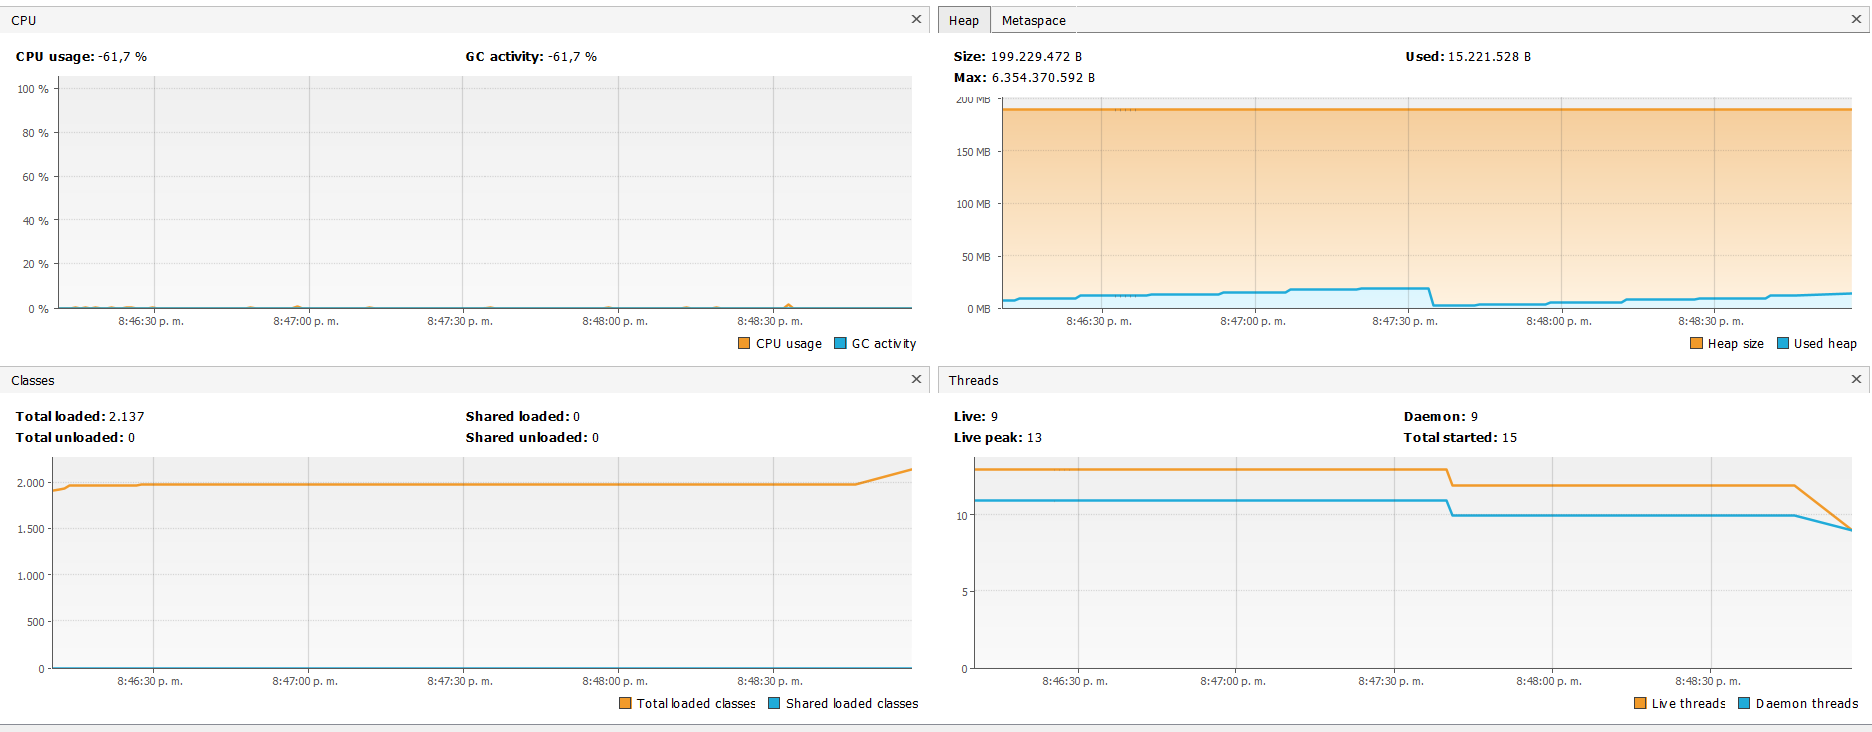 CPU
CPU usage: -61,7 %
GC activity: -61,7 %
100 %
80 %
60 %
40 %
20 %
0 %
8:46:30 p. m.
8:47:00 p. m.
8:47:30 p. m.
8:48:00 p. m.
8:48:30 p. m.
CPU usage
GC activity
Heap
Metaspace
Size: 199.229.472 B
Used: 15.221.528 B
Max: 6.354.370.592 B
200 MB
150 MB
100 MB
50 MB
0 MB
8:46:30 p. m.
8:47:00 p. m.
8:47:30 p. m.
8:48:00 p. m.
8:48:30 p. m.
Heap size
Used heap
Classes
Total loaded: 2.137
Shared loaded: 0
Total unloaded: 0
Shared unloaded: 0
2.000
1.500
1.000
500
0
8:46:30 p. m.
8:47:00 p. m.
8:47:30 p. m.
8:48:00 p. m.
8:48:30 p. m.
Total loaded classes
Shared loaded classes
Threads
Live: 9
Daemon: 9
Live peak: 13
Total started: 15
10
5
0
8:46:30 p. m.
8:47:00 p. m.
8:47:30 p. m.
8:48:00 p. m.
8:48:30 p. m.
Live threads
Daemon threads